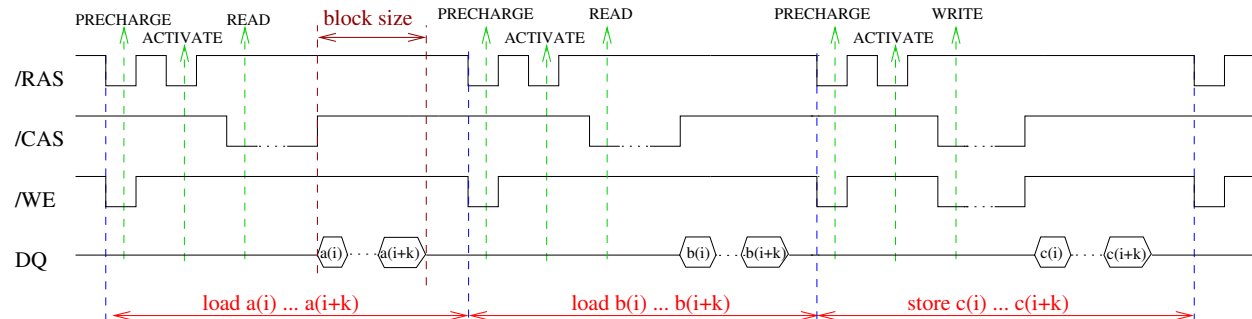 PRECHARGE READ block size PRECHARGE READ PRECHARGE WRITE
ACTIVATE ACTIVATE ACTIVATE
/RAS
/CAS
/WE
DQ a(i) a(i+k) b(i) b(i+k) c(i) c(i+k)
load a(i) ... a(i+k) load b(i) ... b(i+k) store c(i) ... c(i+k)